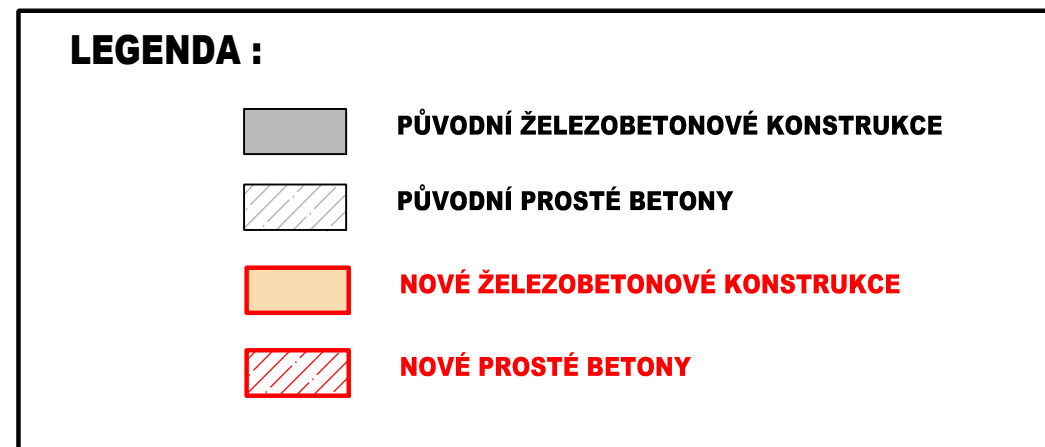 LEGENDA :
PŮVODNÍ ŽELEZOBETONOVÉ KONSTRUKCE
PŮVODNÍ PROSTÉ BETONY
NOVÉ ŽELEZOBETONOVÉ KONSTRUKCE
NOVÉ PROSTÉ BETONY